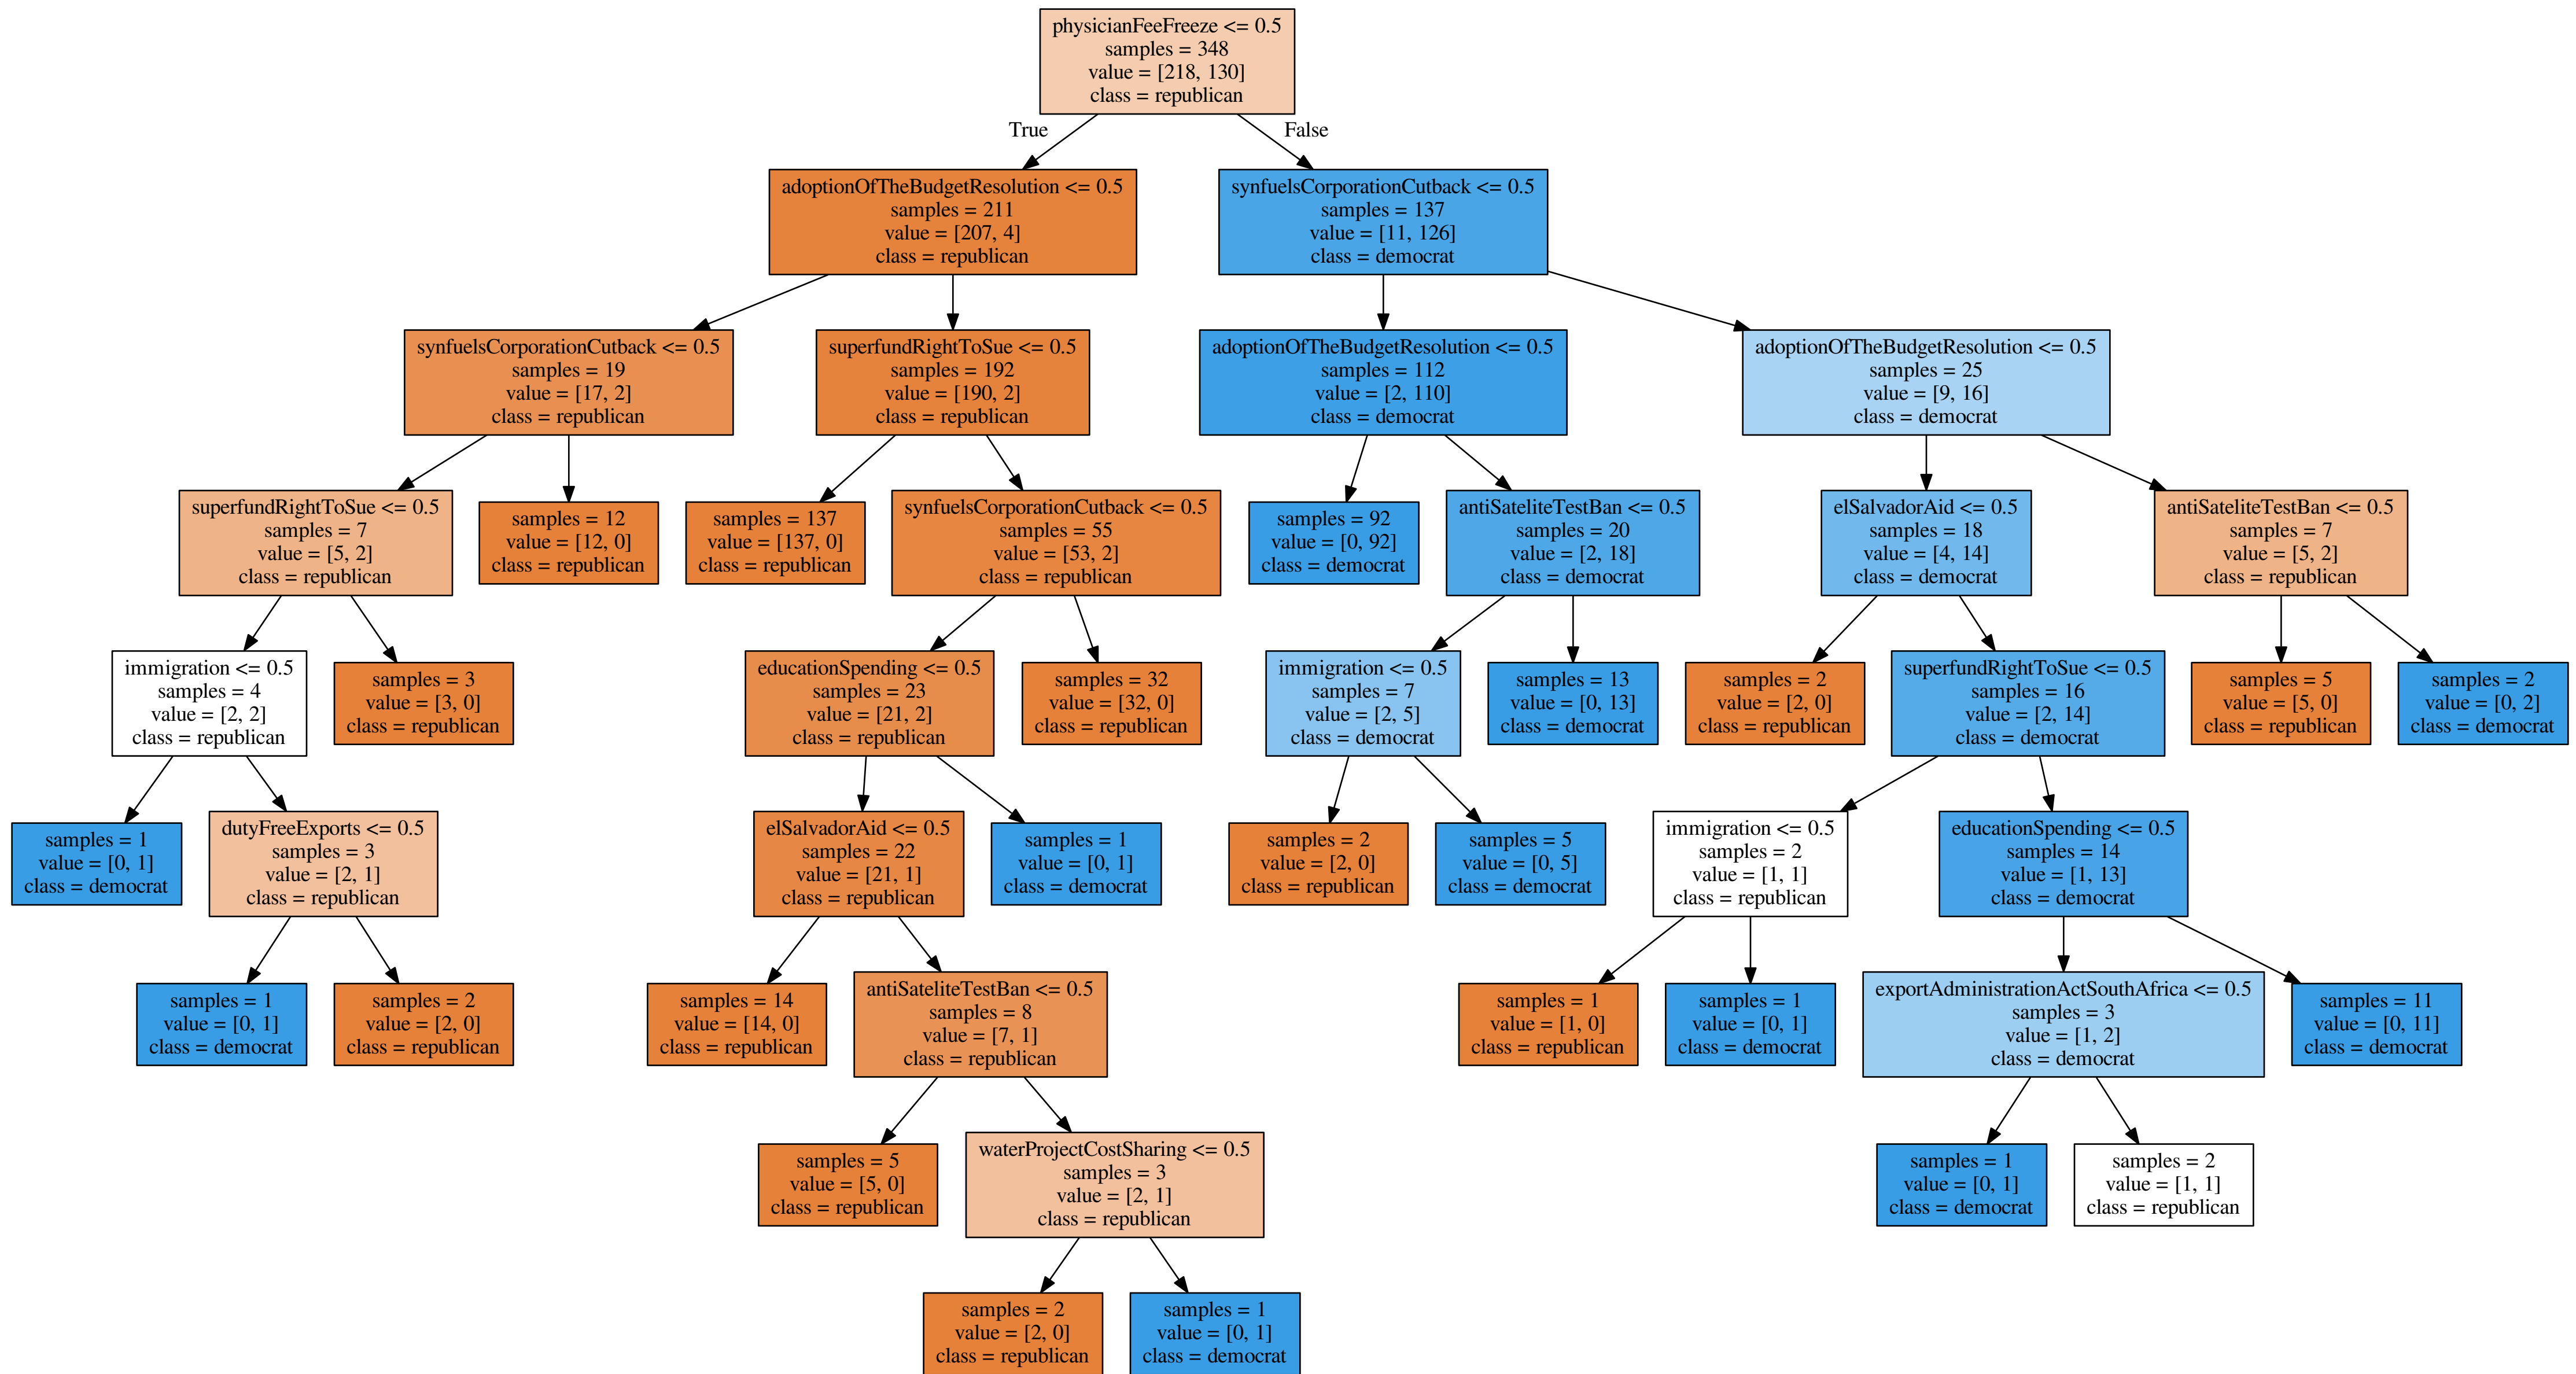 physicianFeeFreeze <= 0.5
samples = 348
value = [218, 130]
class = republican
True
False
adoptionOfTheBudgetResolution <= 0.5
samples = 211
value = [207, 4]
class = republican
synfuelsCorporationCutback <= 0.5
samples = 137
value = [11, 126]
class = democrat
synfuelsCorporationCutback <= 0.5
samples = 19
value = [17, 2]
class = republican
superfundRightToSue <= 0.5
samples = 192
value = [190, 2]
class = republican
adoptionOfTheBudgetResolution <= 0.5
samples = 112
value = [2, 110]
class = democrat
adoptionOfTheBudgetResolution <= 0.5
samples = 25
value = [9, 16]
class = democrat
superfundRightToSue <= 0.5
samples = 7
value = [5, 2]
class = republican
samples = 12
value = [12, 0]
class = republican
samples = 137
value = [137, 0]
class = republican
synfuelsCorporationCutback <= 0.5
samples = 55
value = [53, 2]
class = republican
samples = 92
value = [0, 92]
class = democrat
antiSateliteTestBan <= 0.5
samples = 20
value = [2, 18]
class = democrat
elSalvadorAid <= 0.5
samples = 18
value = [4, 14]
class = democrat
antiSateliteTestBan <= 0.5
samples = 7
value = [5, 2]
class = republican
immigration <= 0.5
samples = 4
value = [2, 2]
class = republican
samples = 3
value = [3, 0]
class = republican
educationSpending <= 0.5
samples = 23
value = [21, 2]
class = republican
samples = 32
value = [32, 0]
class = republican
immigration <= 0.5
samples = 7
value = [2, 5]
class = democrat
samples = 13
value = [0, 13]
class = democrat
samples = 2
value = [2, 0]
class = republican
superfundRightToSue <= 0.5
samples = 16
value = [2, 14]
class = democrat
samples = 5
value = [5, 0]
class = republican
samples = 2
value = [0, 2]
class = democrat
samples = 1
value = [0, 1]
class = democrat
dutyFreeExports <= 0.5
samples = 3
value = [2, 1]
class = republican
elSalvadorAid <= 0.5
samples = 22
value = [21, 1]
class = republican
samples = 1
value = [0, 1]
class = democrat
samples = 2
value = [2, 0]
class = republican
samples = 5
value = [0, 5]
class = democrat
immigration <= 0.5
samples = 2
value = [1, 1]
class = republican
educationSpending <= 0.5
samples = 14
value = [1, 13]
class = democrat
samples = 1
value = [0, 1]
class = democrat
samples = 2
value = [2, 0]
class = republican
samples = 14
value = [14, 0]
class = republican
antiSateliteTestBan <= 0.5
samples = 8
value = [7, 1]
class = republican
samples = 1
value = [1, 0]
class = republican
samples = 1
value = [0, 1]
class = democrat
exportAdministrationActSouthAfrica <= 0.5
samples = 3
value = [1, 2]
class = democrat
samples = 11
value = [0, 11]
class = democrat
samples = 5
value = [5, 0]
class = republican
waterProjectCostSharing <= 0.5
samples = 3
value = [2, 1]
class = republican
samples = 1
value = [0, 1]
class = democrat
samples = 2
value = [1, 1]
class = republican
samples = 2
value = [2, 0]
class = republican
samples = 1
value = [0, 1]
class = democrat